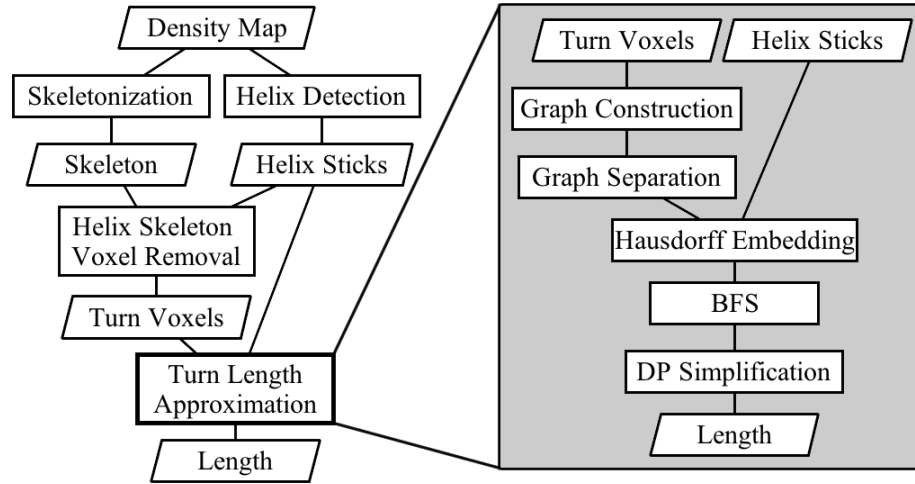 Density Map
Skeletonization
Helix Detection
Skeleton
Helix Sticks
Helix Skeleton
Voxel Removal
Turn Voxels
Turn Length
Approximation
Length
Turn Voxels
Helix Sticks
Graph Construction
Graph Separation
Hausdorff Embedding
BFS
DP Simplification
Length